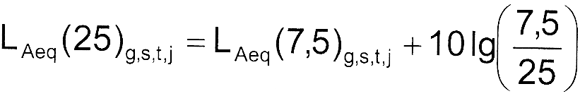 L_Aeq(25)_g,s,t,j = L_Aeq(7,5)_g,s,t,j + 10 lg(7,5/25)